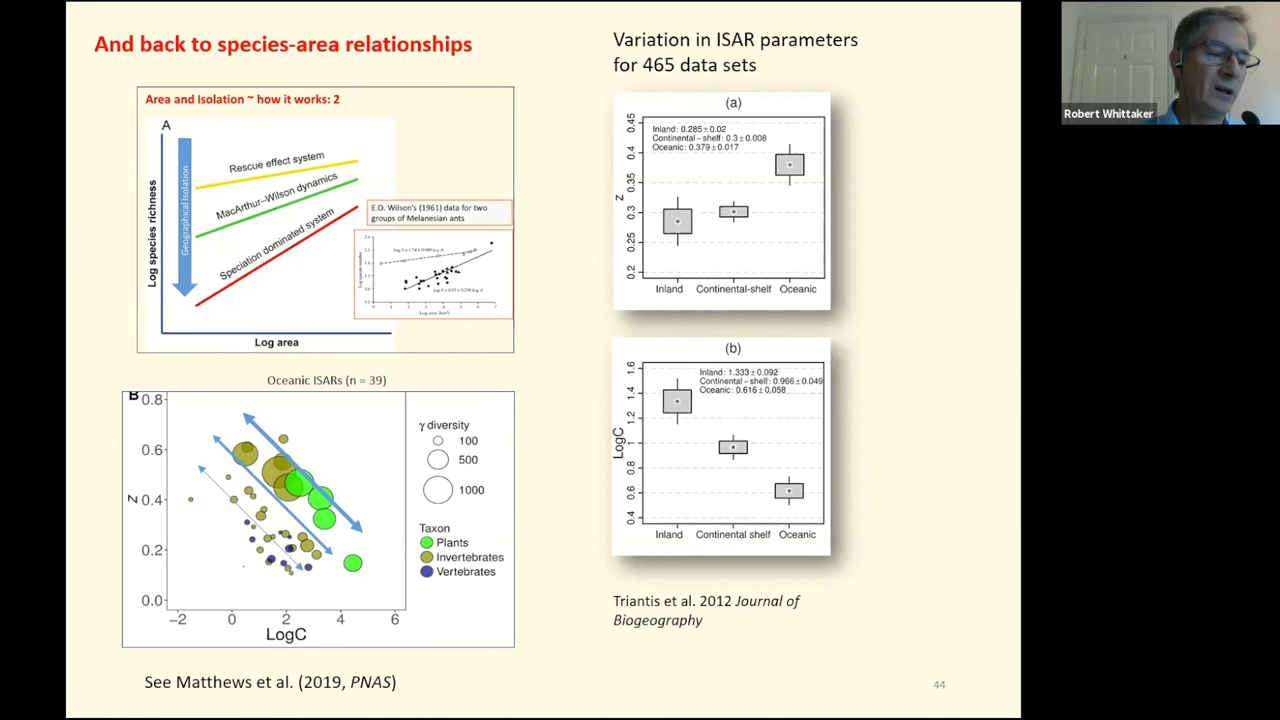 And back to species-area relationships
Area and Isolation ~ how it works: 2
A
Log species richness
Geographical Isolation
Rescue effect system
MacArthur–Wilson dynamics
Speciation dominated system
Log area
E.O. Wilson's (1961) data for two
groups of Melanesian ants
Oceanic ISARs (n = 39)
B
0.8
0.6
0.4
0.2
0.0
Z
−2 0 2 4 6
LogC
γ diversity
100
500
1000
Taxon
Plants
Invertebrates
Vertebrates
See Matthews et al. (2019, PNAS)
Variation in ISAR parameters
for 465 data sets
(a)
Inland: 0.285±0.02
Continental−shelf: 0.3±0.008
Oceanic: 0.379±0.017
0.45
0.4
0.35
0.3
0.25
0.2
z
Inland Continental-shelf Oceanic
(b)
Inland: 1.333±0.092
Continental−shelf: 0.966±0.049
Oceanic: 0.616±0.058
1.6
1.4
1.2
1
0.8
0.6
0.4
LogC
Inland Continental shelf Oceanic
Triantis et al. 2012 Journal of
Biogeography
44
Robert Whittaker